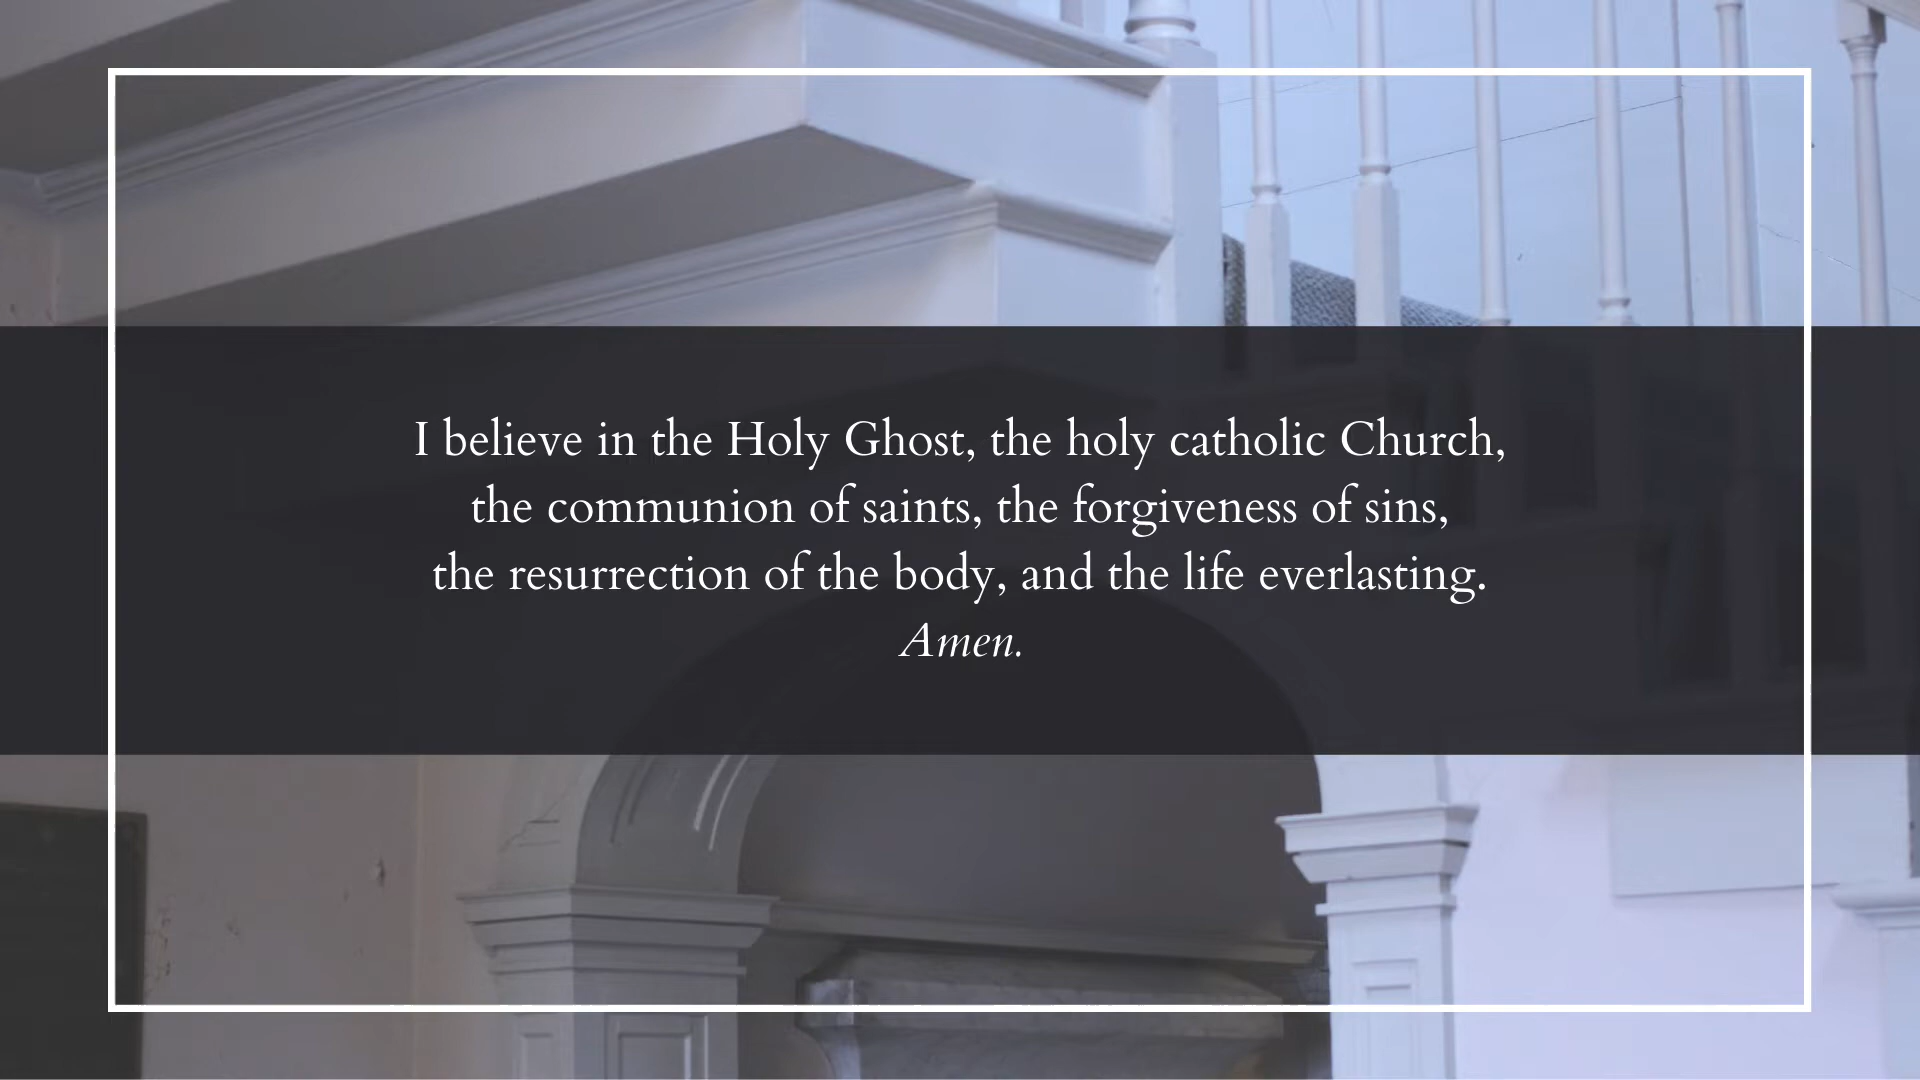 I believe in the Holy Ghost, the holy catholic Church,
the communion of saints, the forgiveness of sins,
the resurrection of the body, and the life everlasting.
Amen.